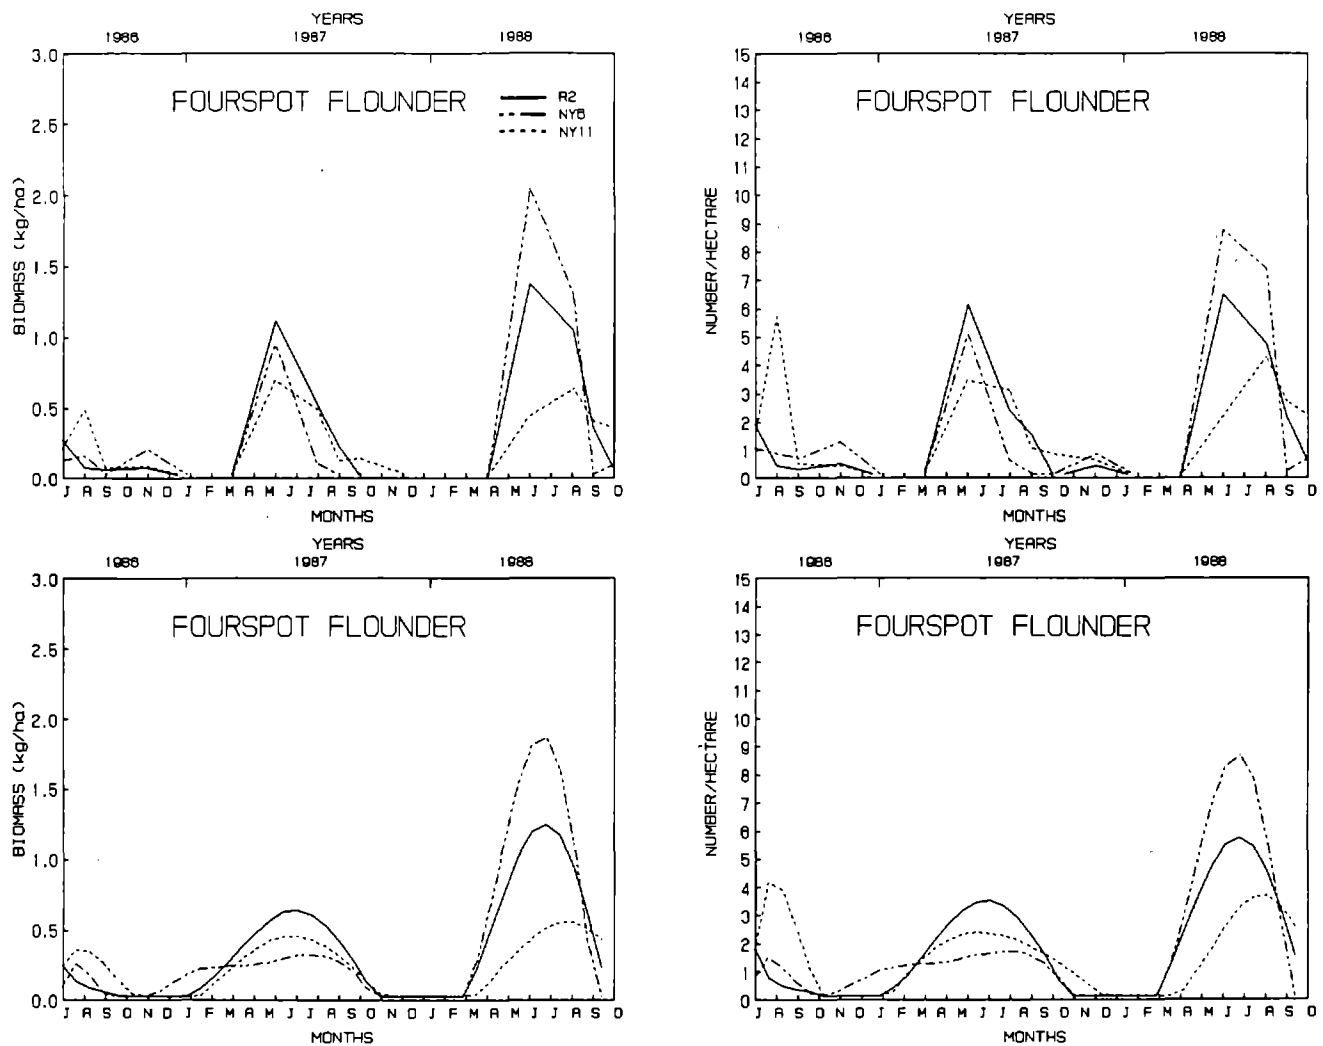 YEARS
1986 1987 1988
FOURSPOT FLOUNDER
R2
NY6
NY11
3.0
2.5
2.0
1.5
1.0
0.5
0.0
BIOMASS (kg/ha)
J A S O N D J F M A M J J A S O N D J F M A M J J A S O
MONTHS
YEARS
1986 1987 1988
FOURSPOT FLOUNDER
15
14
13
12
11
10
9
8
7
6
5
4
3
2
1
0
NUMBER/HECTARE
J A S O N D J F M A M J J A S O N D J F M A M J J A S O
MONTHS
YEARS
1986 1987 1988
FOURSPOT FLOUNDER
3.0
2.5
2.0
1.5
1.0
0.5
0.0
BIOMASS (kg/ha)
J A S O N D J F M A M J J A S O N D J F M A M J J A S O
MONTHS
YEARS
1986 1987 1988
FOURSPOT FLOUNDER
15
14
13
12
11
10
9
8
7
6
5
4
3
2
1
0
NUMBER/HECTARE
J A S O N D J F M A M J J A S O N D J F M A M J J A S O
MONTHS